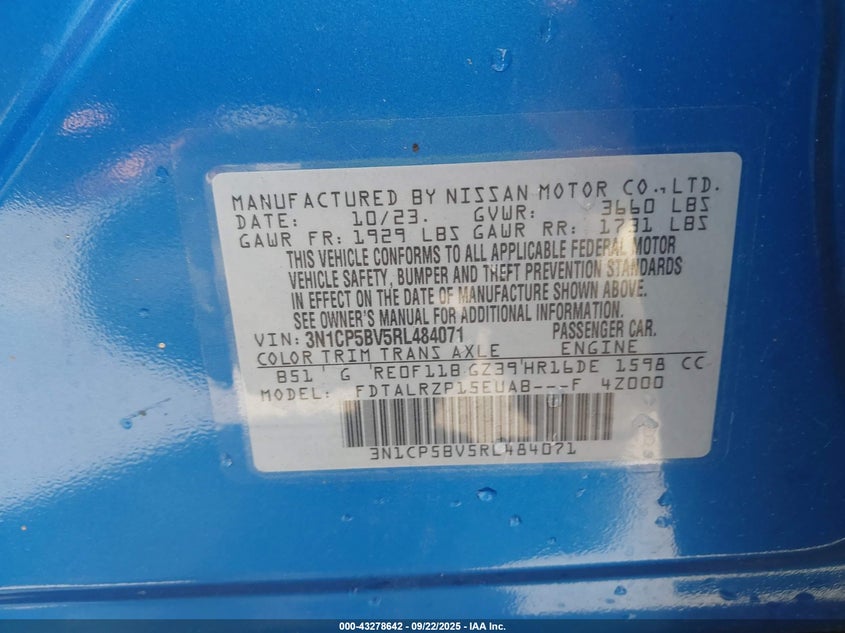 MANUFACTURED BY NISSAN MOTOR CO.,LTD.
DATE: 10/23. GVWR: 3660 LBS
GAWR FR: 1929 LBS GAWR RR: 1731 LBS
THIS VEHICLE CONFORMS TO ALL APPLICABLE FEDERAL MOTOR
VEHICLE SAFETY, BUMPER AND THEFT PREVENTION STANDARDS
IN EFFECT ON THE DATE OF MANUFACTURE SHOWN ABOVE.
SEE OWNER'S MANUAL FOR ADDITIONAL INFORMATION.
VIN: 3N1CP5BV5RL484071 PASSENGER CAR.
COLOR TRIM TRANS AXLE ENGINE
B51 G RE0F11B GZ39 HR16DE 1598 CC
MODEL: FDTALRZP15EUAB---F 4Z000
3N1CP5BV5RL484071
000-43278642 - 09/22/2025 - IAA Inc.